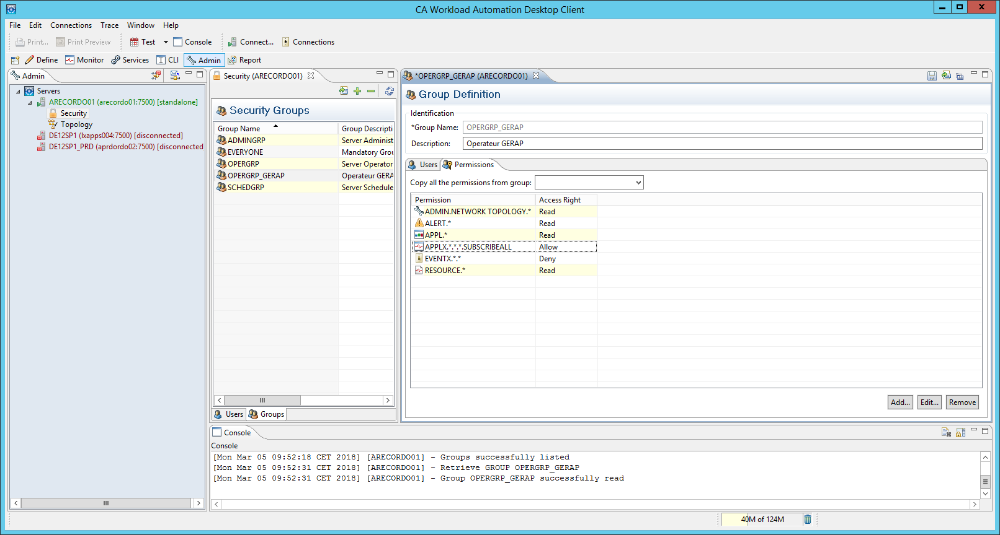 CA Workload Automation Desktop Client
File Edit Connections Trace Window Help
Print... Print Preview Test Console Connect... Connections
Define Monitor Services CLI Admin Report
Admin
Servers
ARECORDO01 (arecordo01:7500) [standalone]
Security
Topology
DE12SP1 (lxapps004:7500) [disconnected]
DE12SP1_PRD (aprdordo02:7500) [disconnected
Security (ARECORDO01)
Security Groups
Group Name Group Descripti
ADMINGRP Server Administ
EVERYONE Mandatory Grou
OPERGRP Server Operator
OPERGRP_GERAP Operateur GERA
SCHEDGRP Server Schedule
Users Groups
*OPERGRP_GERAP (ARECORDO01)
Group Definition
Identification
*Group Name: OPERGRP_GERAP
Description: Operateur GERAP
Users Permissions
Copy all the permissions from group:
Permission Access Right
ADMIN.NETWORK TOPOLOGY.* Read
ALERT.* Read
APPL.* Read
APPLX.*.*.*.SUBSCRIBEALL Allow
EVENTX.*.* Deny
RESOURCE.* Read
Add... Edit... Remove
Console
Console
[Mon Mar 05 09:52:18 CET 2018] [ARECORDO01] - Groups successfully listed
[Mon Mar 05 09:52:31 CET 2018] [ARECORDO01] - Retrieve GROUP OPERGRP_GERAP
[Mon Mar 05 09:52:31 CET 2018] [ARECORDO01] - Group OPERGRP_GERAP successfully read
40M of 124M